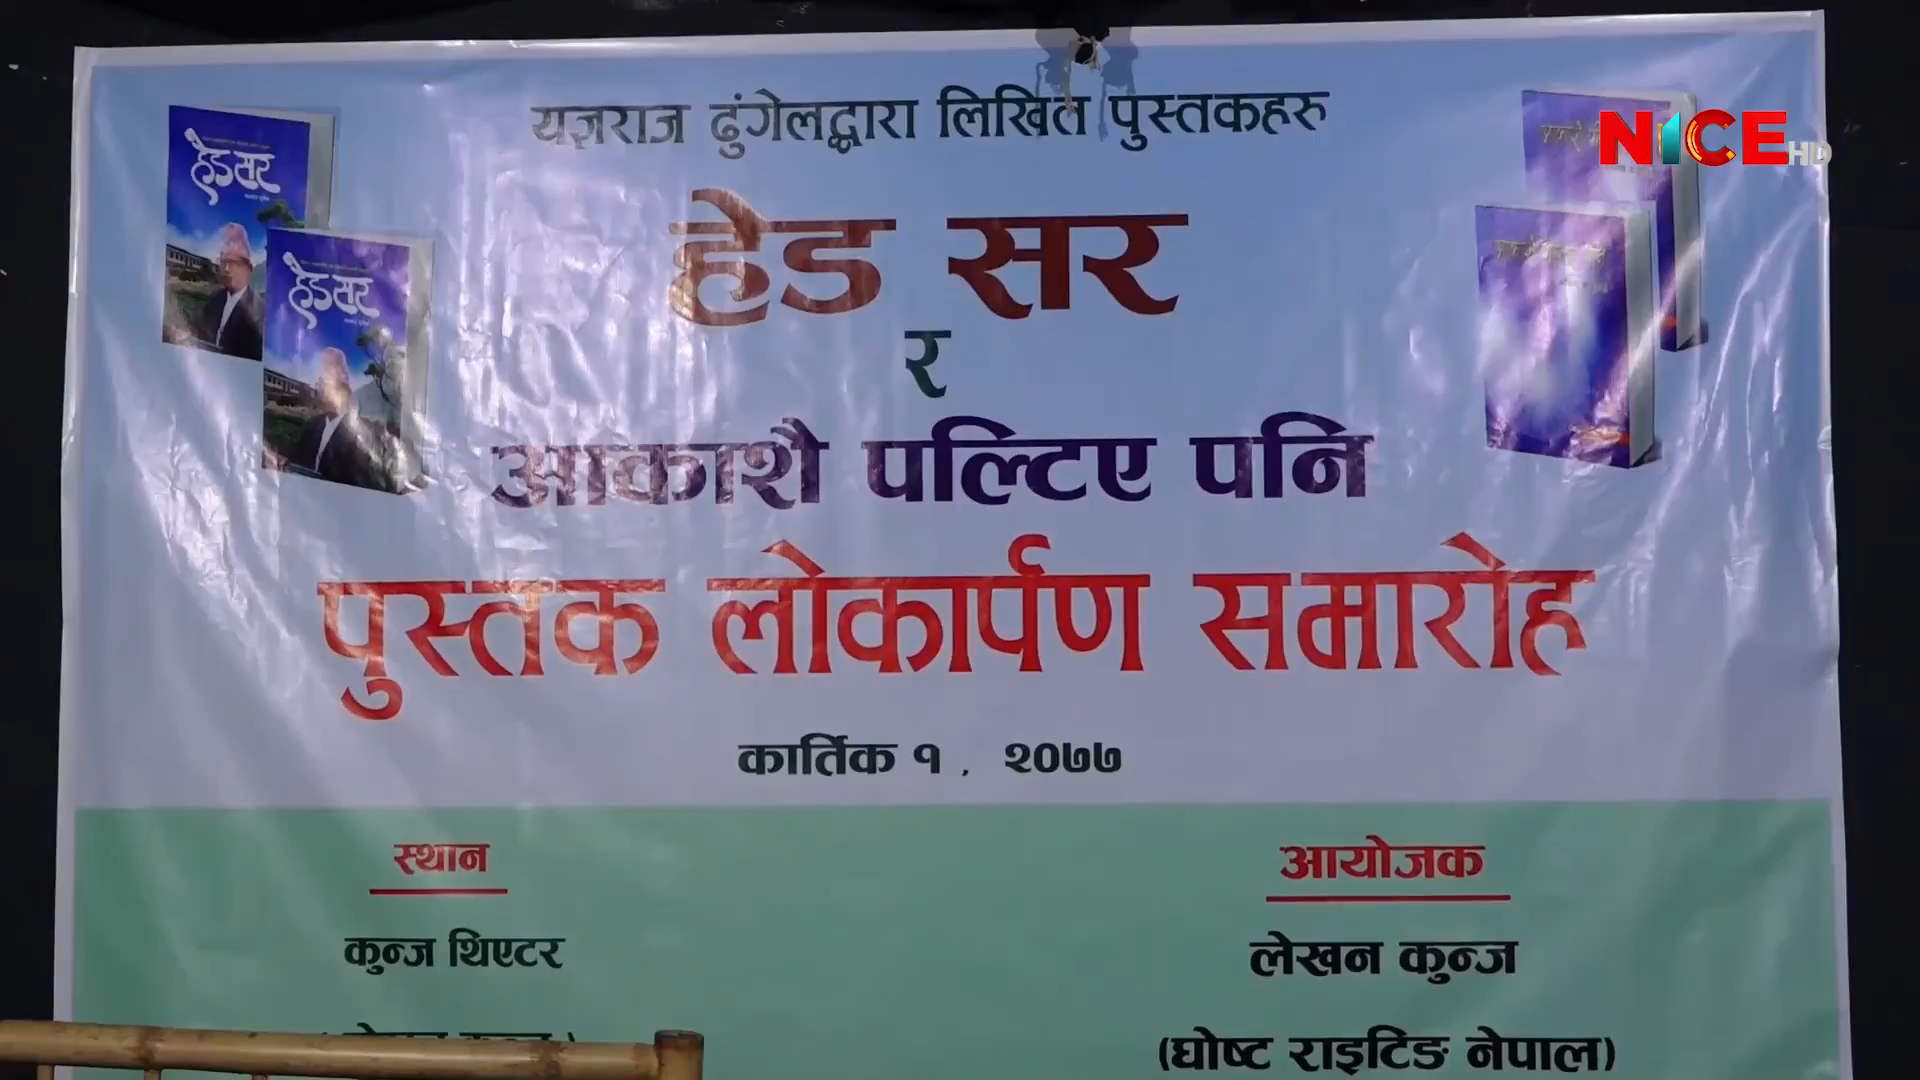 यज्ञराज ढुंगेलद्वारा लिखित पुस्तकहरु
NICE HD
हेड सर
हेड सर
हेड सर
र
आकाशै पल्टिए पनि
पुस्तक लोकार्पण समारोह
कार्तिक १ , २०७७
स्थान
आयोजक
कुन्ज थिएटर
लेखन कुन्ज
(घोष्ट राइटिङ नेपाल)